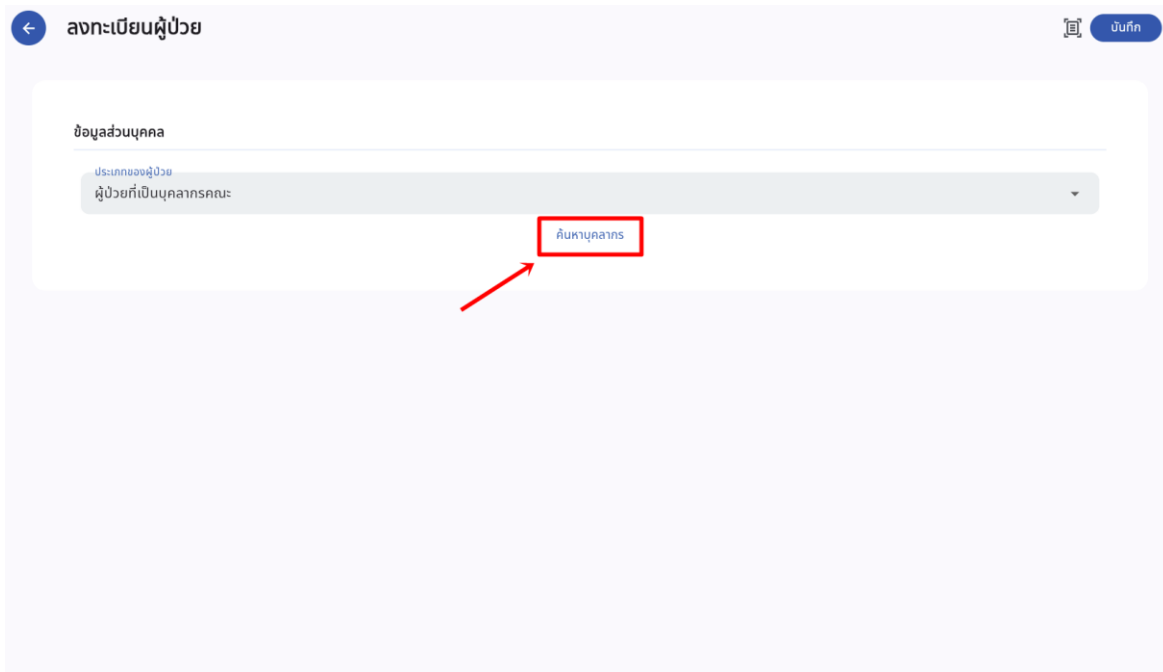 ลงทะเบียนผู้ป่วย
บันทึก
ข้อมูลส่วนบุคคล
ประเภทของผู้ป่วย
ผู้ป่วยที่เป็นบุคลากรคณะ
ค้นหาบุคลากร